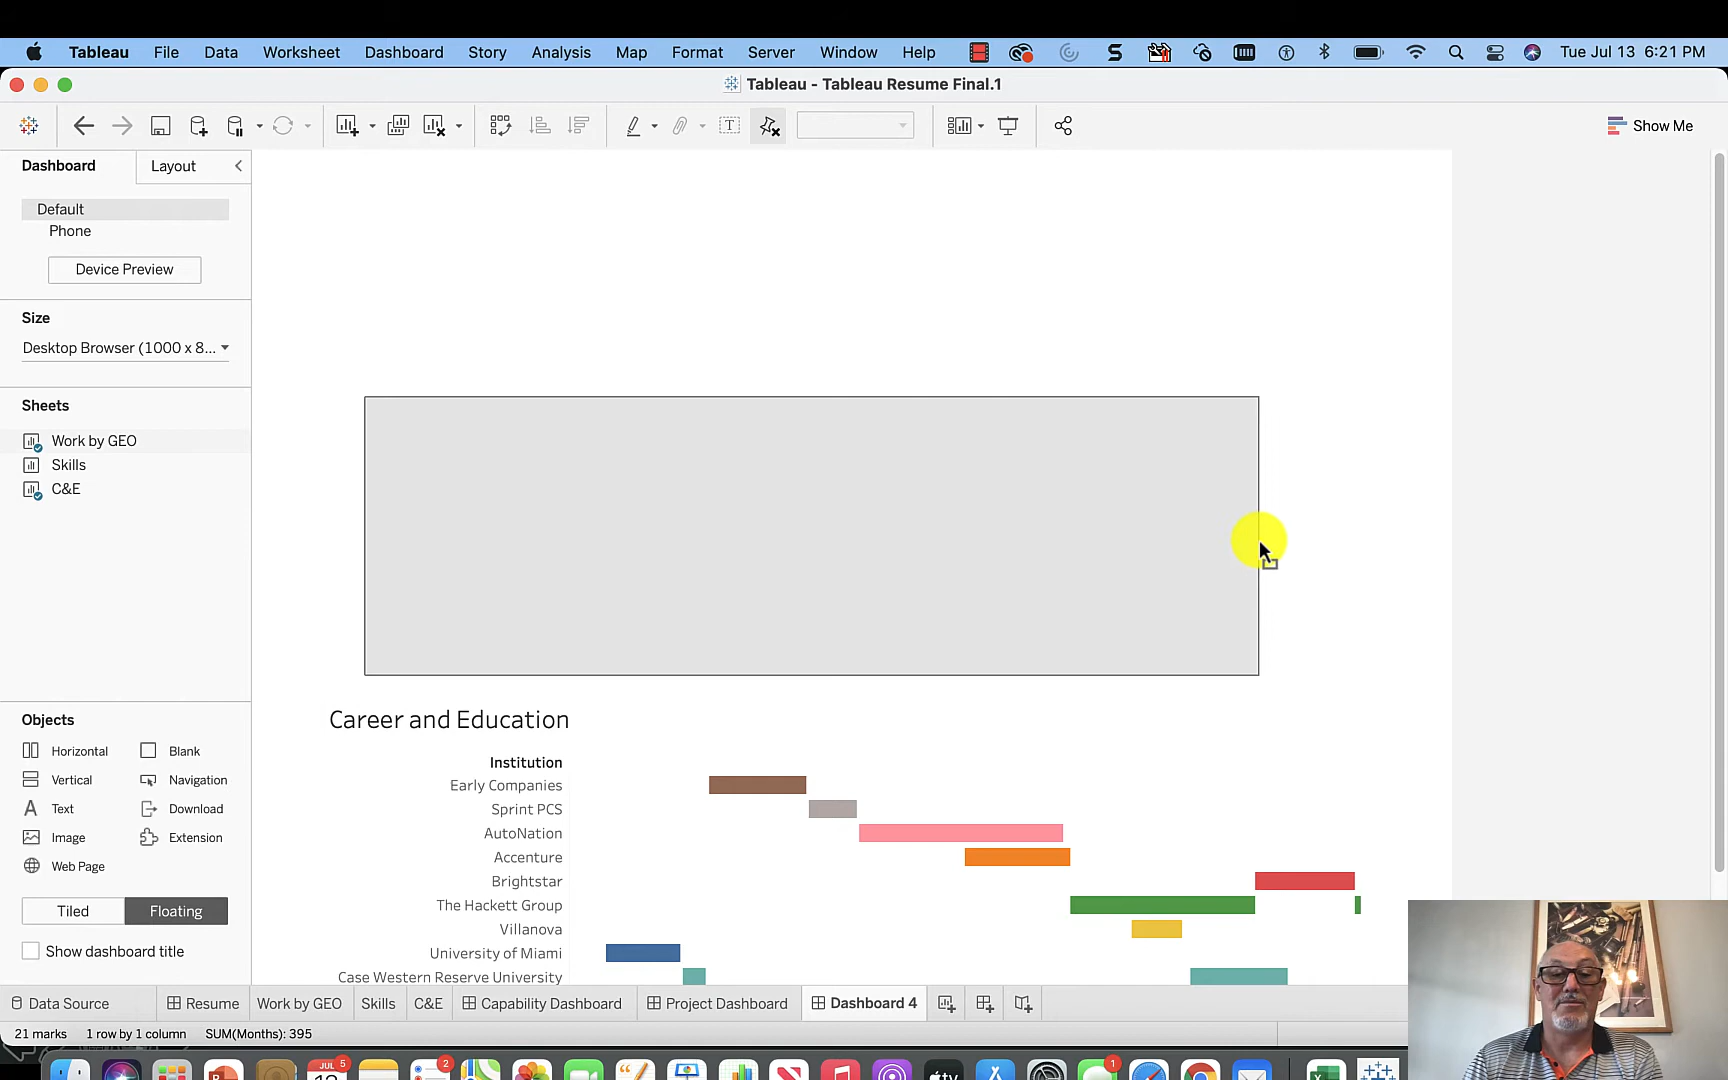 Tableau File Data Worksheet Dashboard Story Analysis Map Format Server Window Help Tue Jul 13 6:21 PM
Tableau - Tableau Resume Final.1
Show Me
Dashboard Layout
Default
Phone
Device Preview
Size
Desktop Browser (1000 x 8...
Sheets
Work by GEO
Skills
C&E
Career and Education
Institution
Early Companies
Sprint PCS
AutoNation
Accenture
Brightstar
The Hackett Group
Villanova
University of Miami
Case Western Reserve University
Objects
Horizontal Blank
Vertical Navigation
Text Download
Image Extension
Web Page
Tiled Floating
Show dashboard title
Data Source Resume Work by GEO Skills C&E Capability Dashboard Project Dashboard Dashboard 4
21 marks 1 row by 1 column SUM(Months): 395
JUL 5 2 1